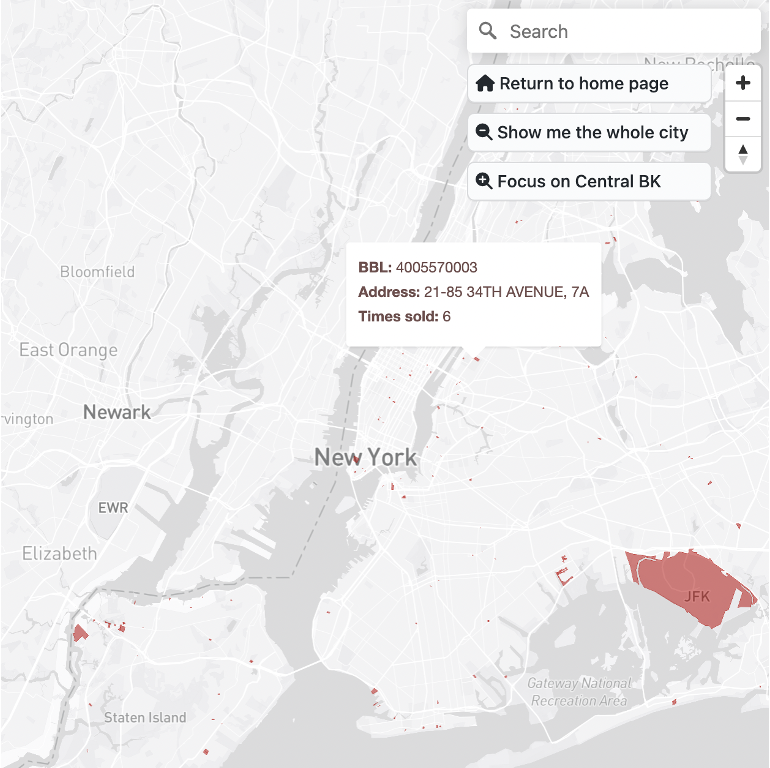 Search
New Rochelle
Return to home page
Show me the whole city
Focus on Central BK
BBL: 4005570003
Address: 21-85 34TH AVENUE, 7A
Times sold: 6
Bloomfield
East Orange
Newark
rvington
New York
EWR
Elizabeth
JFK
Gateway National
Recreation Area
Staten Island